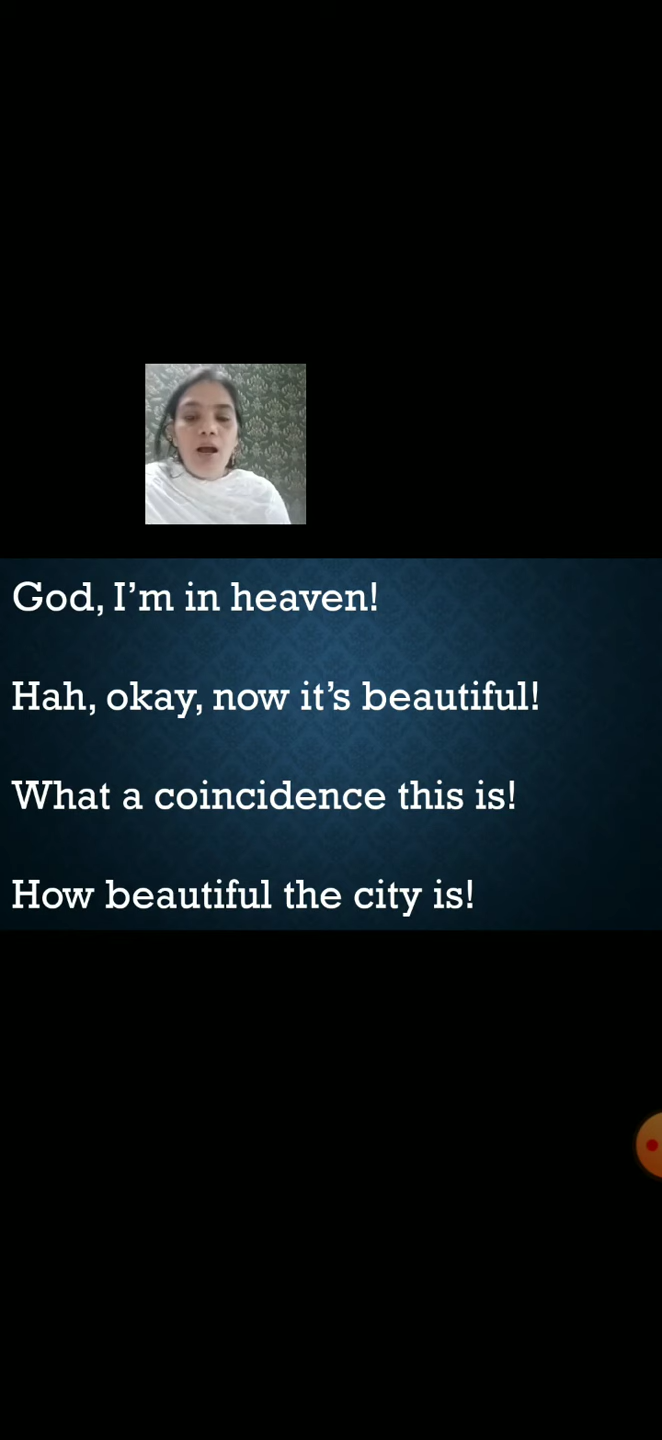 God, I’m in heaven!
Hah, okay, now it’s beautiful!
What a coincidence this is!
How beautiful the city is!